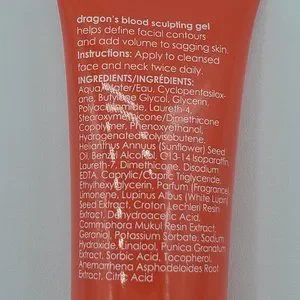 dragon's blood sculpting gel
helps define facial contours
and add volume to sagging skin.
Instructions: Apply to cleansed
face and neck twice daily.
INGREDIENTS/INGRÉDIENTS:
Aqua/Water/Eau, Cyclopentasilox-
ane, Butylene Glycol, Glycerin,
Polyacrylamide, Laureth-4,
Stearoxymethicone/Dimethicone
Copolymer, Phenoxyethanol,
Hydrogenated Polyisobutene,
Helianthus Annuus (Sunflower) Seed
Oil, Benzyl Alcohol, C13-14 Isoparaffin,
Laureth-7, Dimethicone, Disodium
EDTA, Caprylic/Capric Triglyceride,
Ethylhexylglycerin, Parfum (Fragrance),
Limonene, Lupinus Albus (White Lupin)
Seed Extract, Croton Lechleri Resin
Extract, Dehydroacetic Acid,
Commiphora Mukul Resin Extract,
Geraniol, Potassium Sorbate, Sodium
Hydroxide, Linalool, Punica Granatum
Extract, Sorbic Acid, Tocopherol,
Anemarrhena Asphodeloides Root
Extract, Citric Acid